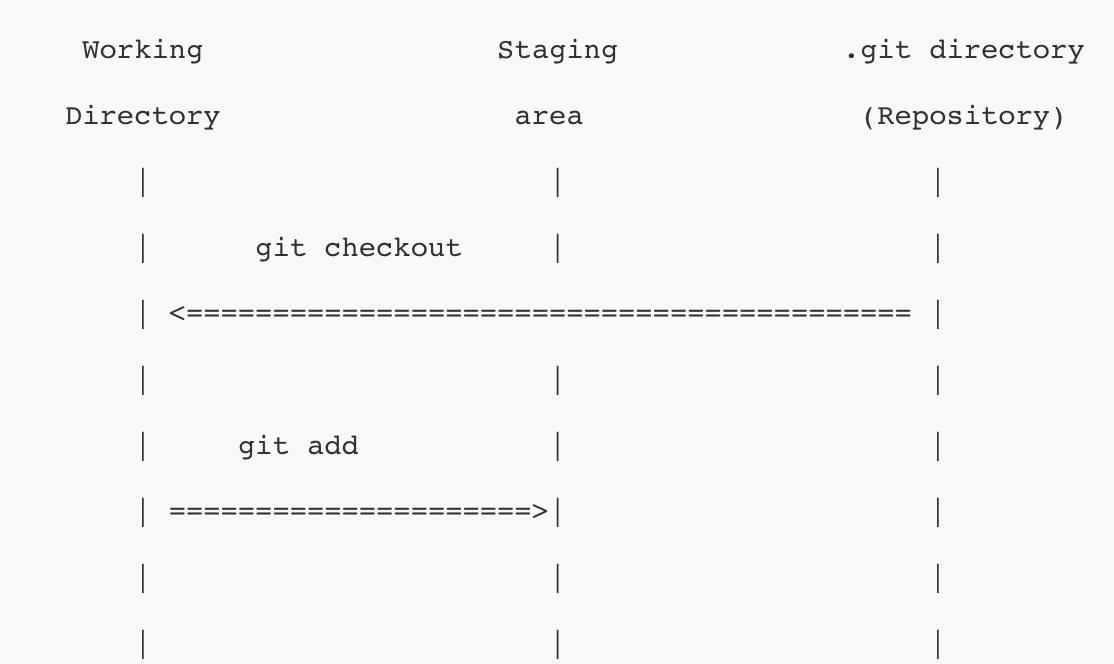 Working                 Staging             .git directory
Directory                 area                (Repository)
|                       |                     |
|      git checkout     |                     |
| <=========================================== |
|                       |                     |
|     git add           |                     |
| =====================>|                     |
|                       |                     |
|                       |                     |